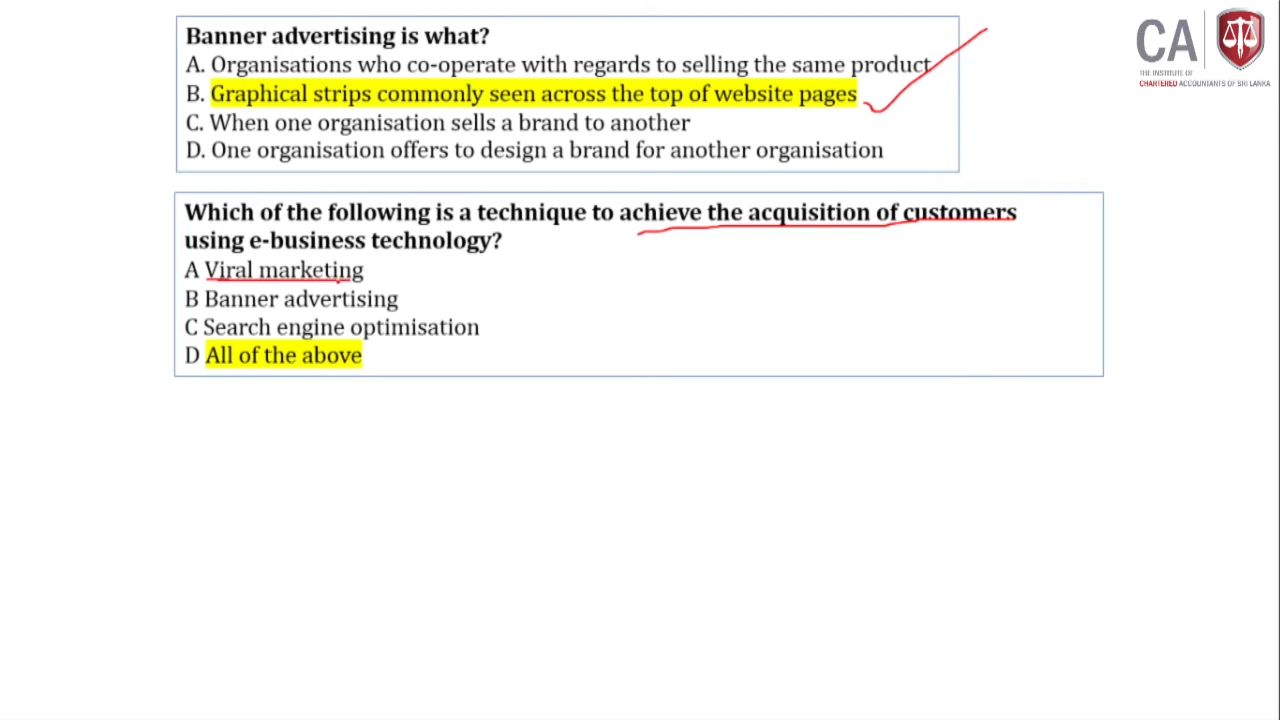 Banner advertising is what?
A. Organisations who co-operate with regards to selling the same product
B. Graphical strips commonly seen across the top of website pages
C. When one organisation sells a brand to another
D. One organisation offers to design a brand for another organisation
Which of the following is a technique to achieve the acquisition of customers
using e-business technology?
A Viral marketing
B Banner advertising
C Search engine optimisation
D All of the above
CA
THE INSTITUTE OF
CHARTERED ACCOUNTANTS OF SRI LANKA